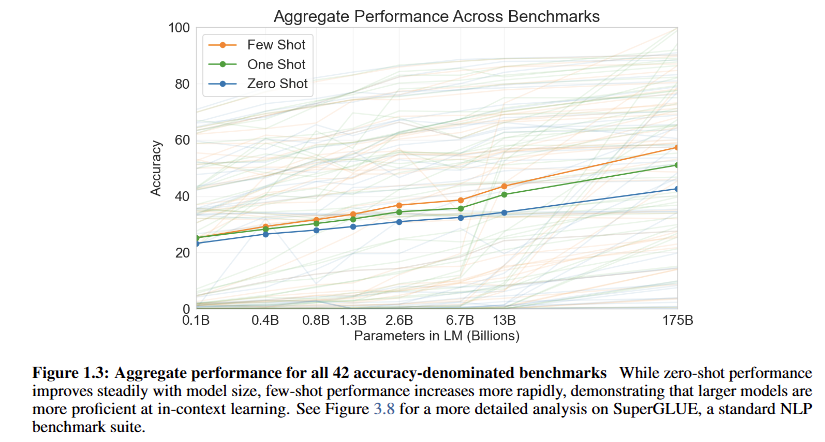 Aggregate Performance Across Benchmarks
100
Few Shot
One Shot
Zero Shot
80
60
40
20
0
Accuracy
0.1B 0.4B 0.8B 1.3B 2.6B 6.7B 13B 175B
Parameters in LM (Billions)
Figure 1.3: Aggregate performance for all 42 accuracy-denominated benchmarks While zero-shot performance
improves steadily with model size, few-shot performance increases more rapidly, demonstrating that larger models are
more proficient at in-context learning. See Figure 3.8 for a more detailed analysis on SuperGLUE, a standard NLP
benchmark suite.